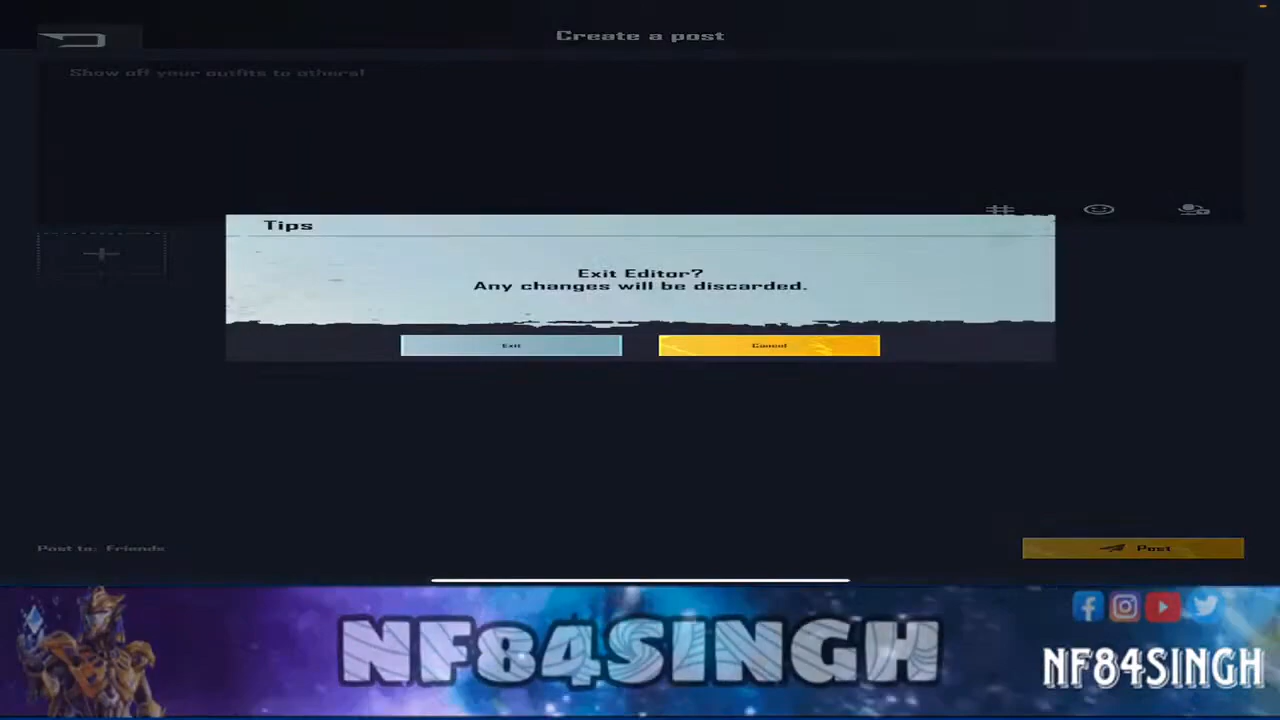 Create a post
Show off your outfits to others!
Tips
Exit Editor?
Any changes will be discarded.
Exit
Cancel
Post to: Friends
Post
NF84SINGH
NF84SINGH